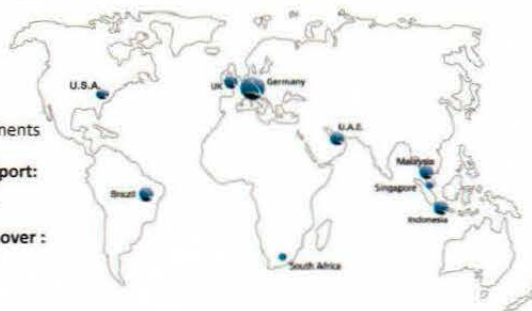 U.S.A.
UK
Germany
U.A.E.
ments
Malaysia
port:
Singapore
Brazil
Indonesia
over :
South Africa